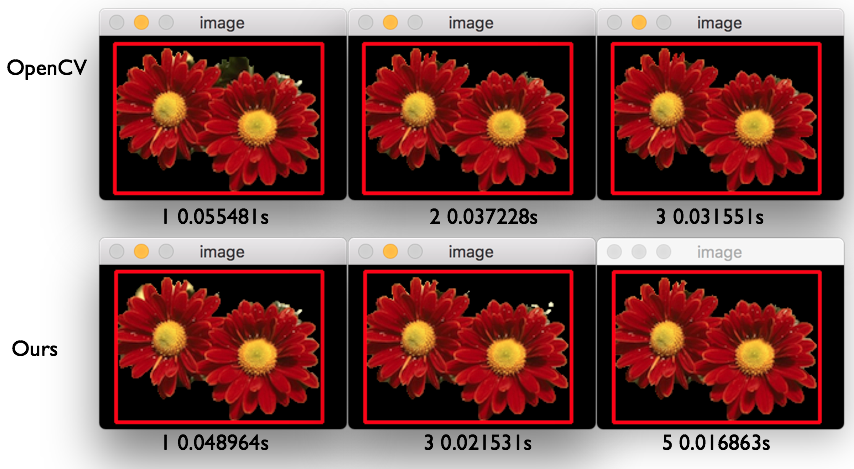 image image image
OpenCV
1 0.055481s 2 0.037228s 3 0.031551s
image image image
Ours
1 0.048964s 3 0.021531s 5 0.016863s